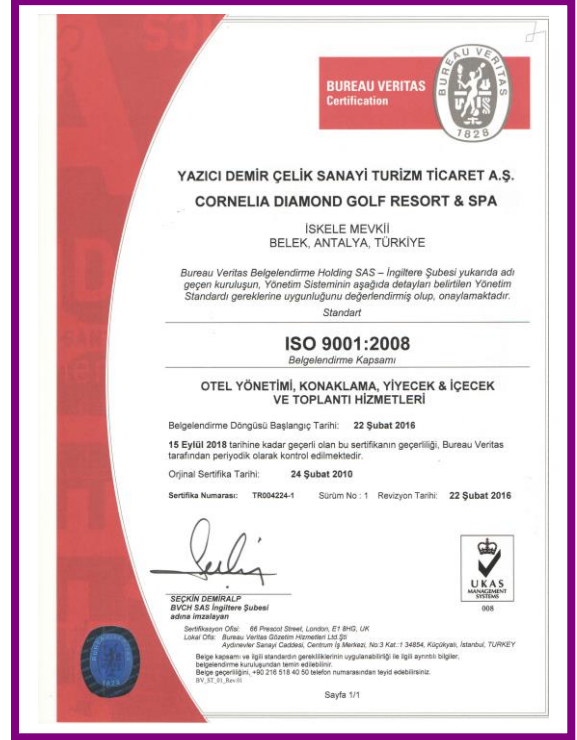 BUREAU VERITAS
Certification
BUREAU VERITAS
1828
YAZICI DEMİR ÇELİK SANAYİ TURİZM TİCARET A.Ş.
CORNELIA DIAMOND GOLF RESORT & SPA
İSKELE MEVKİİ
BELEK, ANTALYA, TÜRKİYE
Bureau Veritas Belgelendirme Holding SAS – İngiltere Şubesi yukarıda adı
geçen kuruluşun, Yönetim Sisteminin aşağıda detayları belirtilen Yönetim
Standardı gereklerine uygunluğunu değerlendirmiş olup, onaylamaktadır.
Standart
ISO 9001:2008
Belgelendirme Kapsamı
OTEL YÖNETİMİ, KONAKLAMA, YİYECEK & İÇECEK
VE TOPLANTI HİZMETLERİ
Belgelendirme Döngüsü Başlangıç Tarihi: 22 Şubat 2016
15 Eylül 2018 tarihine kadar geçerli olan bu sertifikanın geçerliliği, Bureau Veritas
tarafından periyodik olarak kontrol edilmektedir.
Orjinal Sertifika Tarihi: 24 Şubat 2010
Sertifika Numarası: TR004224-1 Sürüm No : 1 Revizyon Tarihi: 22 Şubat 2016
SEÇKİN DEMİRALP
BVCH SAS İngiltere Şubesi
adına imzalayan
UKAS
MANAGEMENT
SYSTEMS
008
Sertifikasyon Ofisi: 66 Prescot Street, London, E1 8HG, UK
Lokal Ofis: Bureau Veritas Gözetim Hizmetleri Ltd.Şti
Aydınevler Sanayi Caddesi, Centrum İş Merkezi, No:3 Kat.:1 34854, Küçükyalı, İstanbul, TURKEY
Belge kapsamı ve ilgili standardın gerekliliklerinin uygulanabilirliği ile ilgili ayrıntılı bilgiler,
belgelendirme kuruluşundan temin edilebilinir.
Belge geçerliliğini, +90 216 518 40 50 telefon numarasından teyid edebilirsiniz.
BV_ST_01_Rev.01
Sayfa 1/1